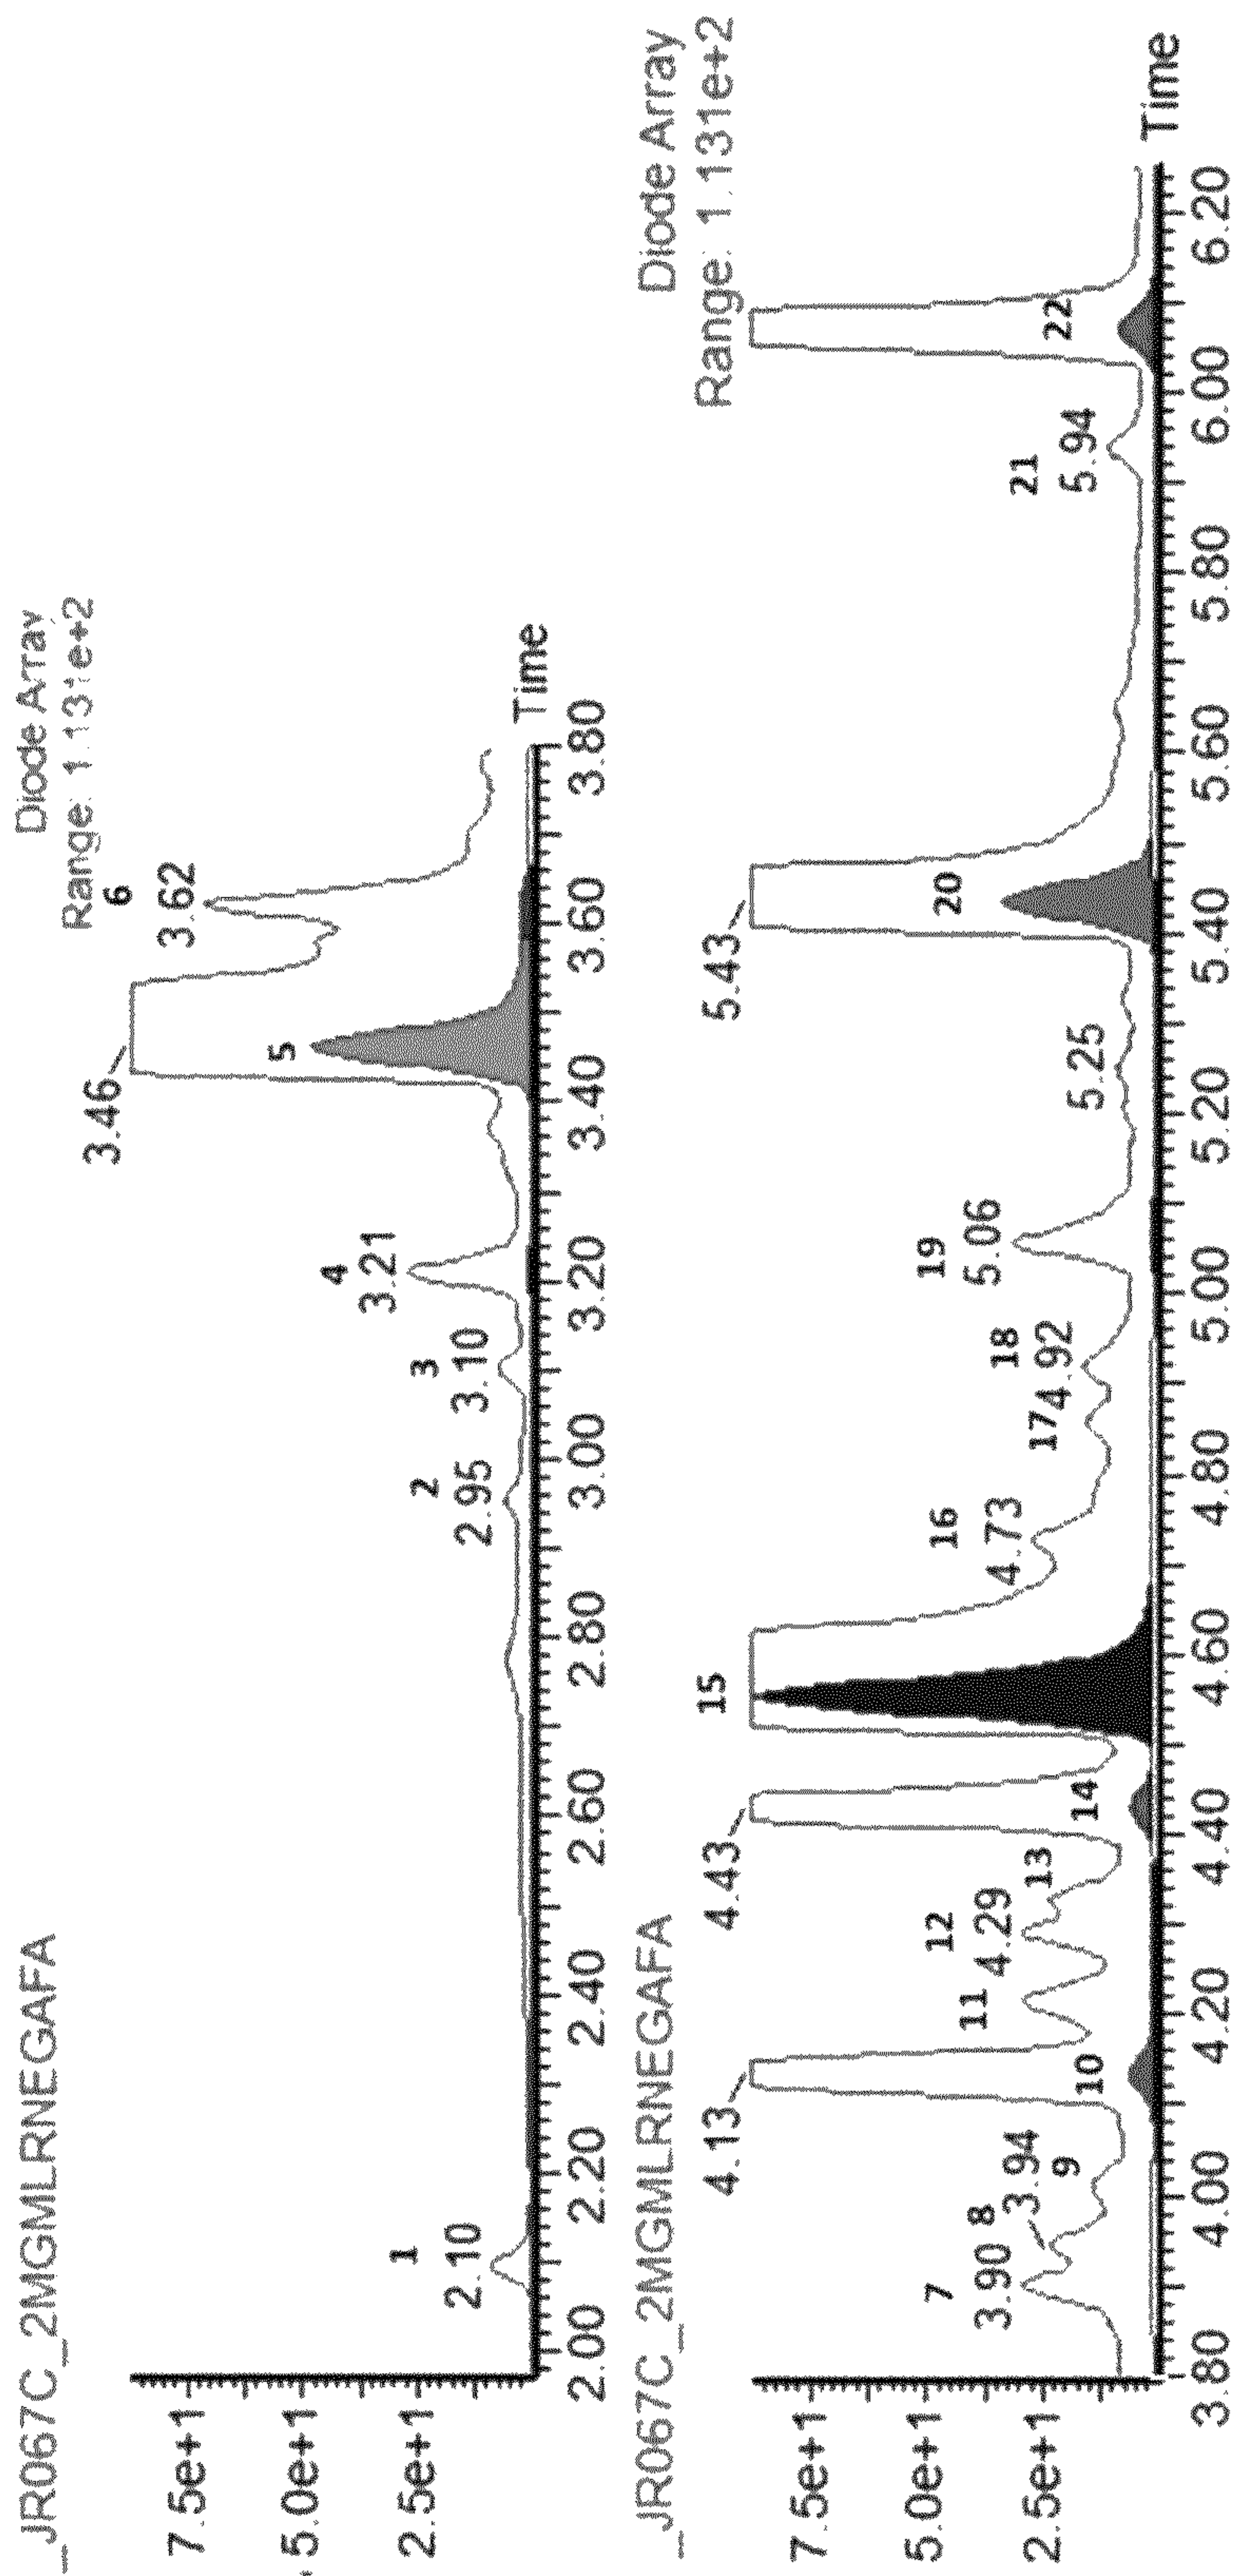 _JR067C_2MGMLRNEGAFA
Diode Array
Range: 1.131e+2
7.5e+1
5.0e+1
2.5e+1
1
2.10
2
2.95
3
3.10
4
3.21
3.46
5
6
3.62
Time
2.00 2.20 2.40 2.60 2.80 3.00 3.20 3.40 3.60 3.80
_JR067C_2MGMLRNEGAFA
Diode Array
Range: 1.131e+2
7.5e+1
5.0e+1
2.5e+1
7
3.90
8
3.94
9
4.13
10
11
12
4.29
13
4.43
14
15
16
4.73
17
18
4.92
19
5.06
5.25
5.43
20
21
5.94
22
Time
3.80 4.00 4.20 4.40 4.60 4.80 5.00 5.20 5.40 5.60 5.80 6.00 6.20